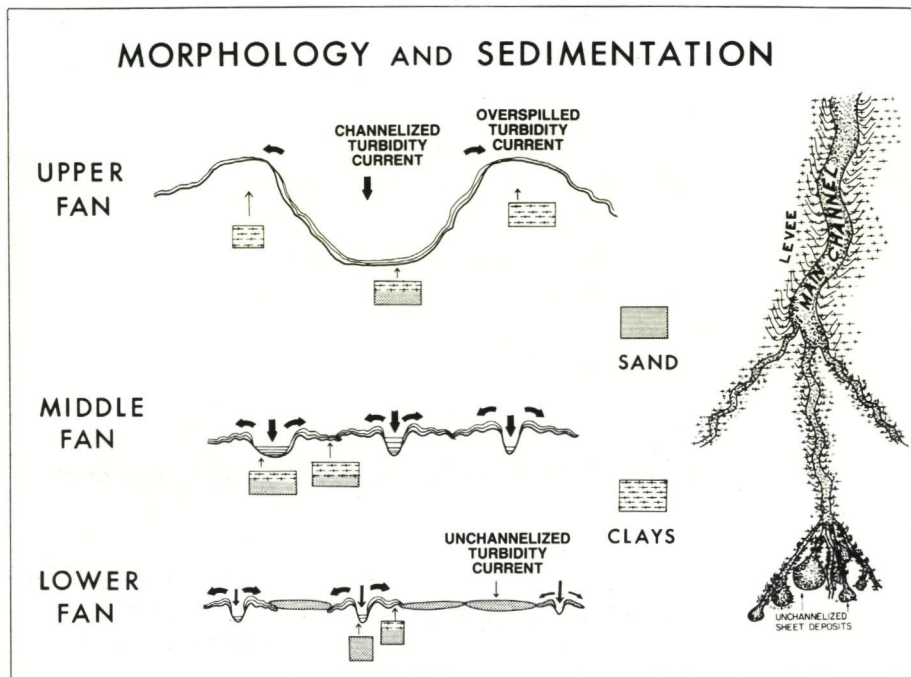 MORPHOLOGY AND SEDIMENTATION
UPPER
FAN
CHANNELIZED
TURBIDITY
CURRENT
OVERSPILLED
TURBIDITY
CURRENT
LEVEE
MAIN CHANNEL
SAND
MIDDLE
FAN
CLAYS
LOWER
FAN
UNCHANNELIZED
TURBIDITY
CURRENT
UNCHANNELIZED
SHEET DEPOSITS